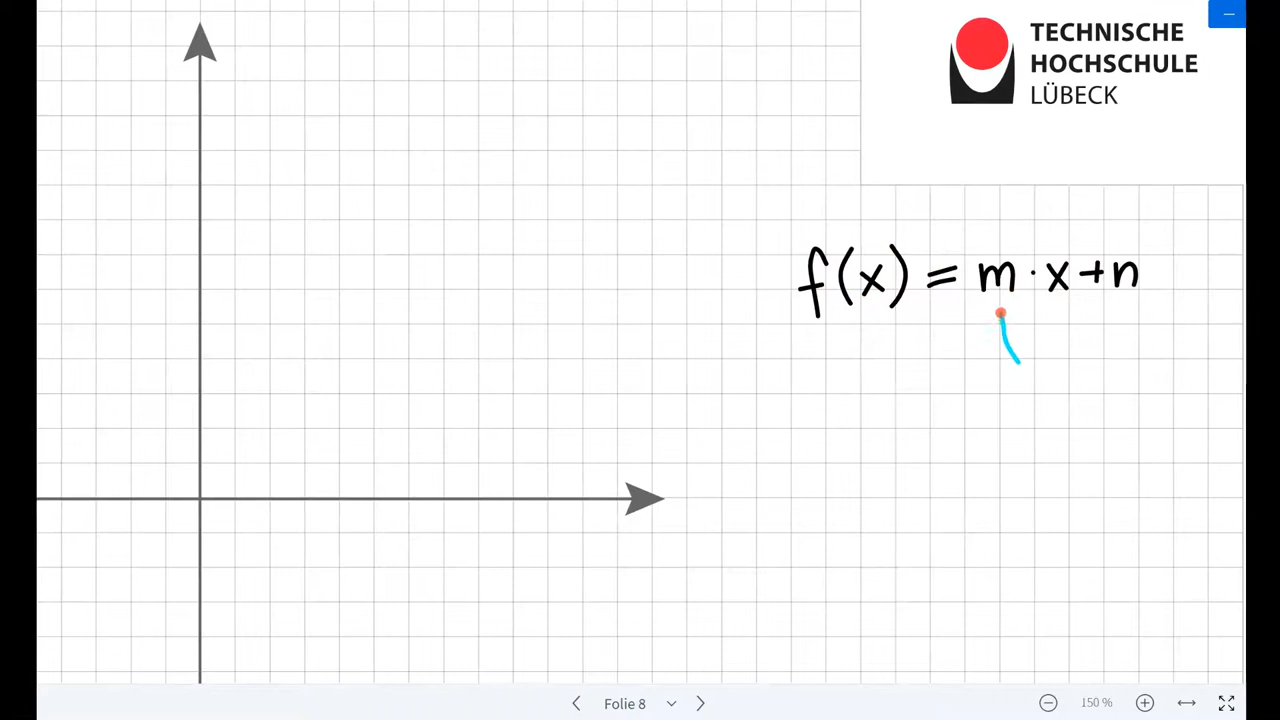 TECHNISCHE
HOCHSCHULE
LÜBECK
f(x) = m · x + n
Folie 8
150 %